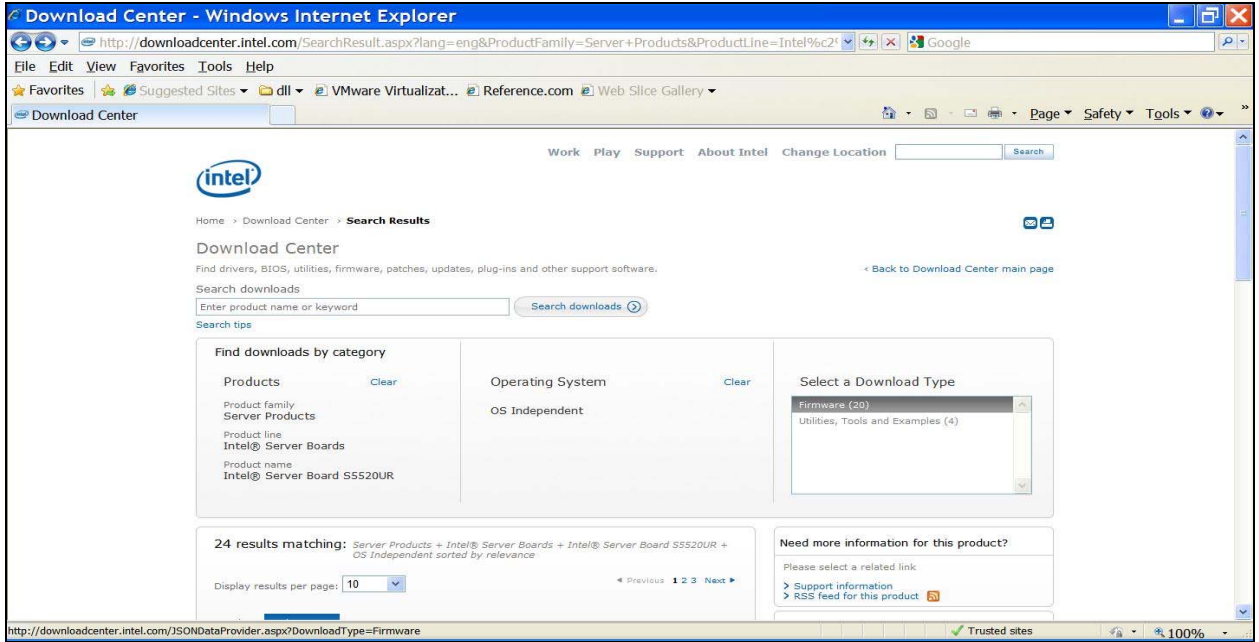 Download Center - Windows Internet Explorer
http://downloadcenter.intel.com/SearchResult.aspx?lang=eng&ProductFamily=Server+Products&ProductLine=Intel%c2%
Google
File Edit View Favorites Tools Help
Favorites Suggested Sites dll VMware Virtualizat... Reference.com Web Slice Gallery
Download Center
Page Safety Tools »
Work Play Support About Intel Change Location Search
intel
Home > Download Center > Search Results
Download Center
Find drivers, BIOS, utilities, firmware, patches, updates, plug-ins and other support software.
< Back to Download Center main page
Search downloads
Enter product name or keyword
Search downloads
Search tips
Find downloads by category
Products Clear
Product family
Server Products
Product line
Intel® Server Boards
Product name
Intel® Server Board S5520UR
Operating System Clear
OS Independent
Select a Download Type
Firmware (20)
Utilities, Tools and Examples (4)
24 results matching: Server Products + Intel® Server Boards + Intel® Server Board S5520UR +
OS Independent sorted by relevance
Display results per page: 10
Previous 1 2 3 Next
Need more information for this product?
Please select a related link
Support information
RSS feed for this product
http://downloadcenter.intel.com/JSONDataProvider.aspx?DownloadType=Firmware
Trusted sites
100%